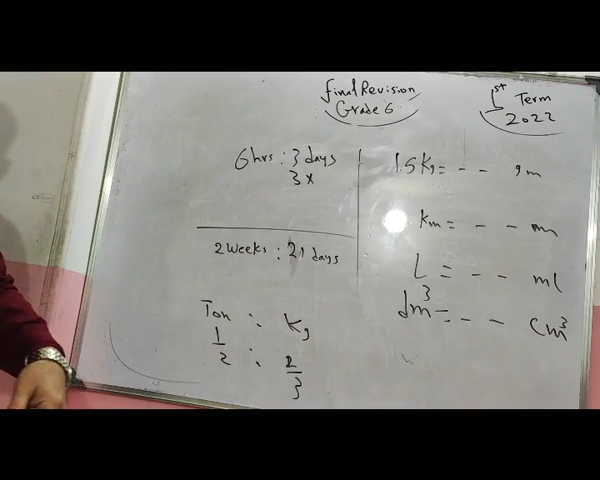 Final Revision
Grade 6
1st Term
2022
6 hrs : 3 days
3 x
2 weeks : 21 days
Ton : Kg
1/2 : 2/3
1.5 Kg = - - gm
Km = - - m
L = - - ml
dm³ = - - cm³